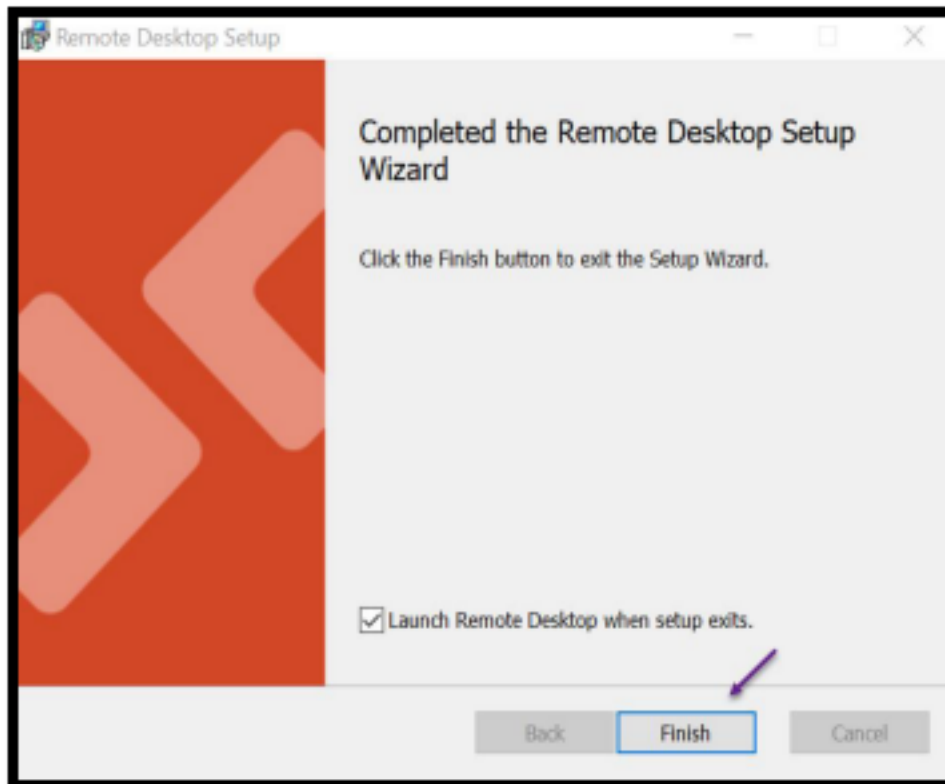 Remote Desktop Setup
Completed the Remote Desktop Setup
Wizard
Click the Finish button to exit the Setup Wizard.
Launch Remote Desktop when setup exits.
Back
Finish
Cancel